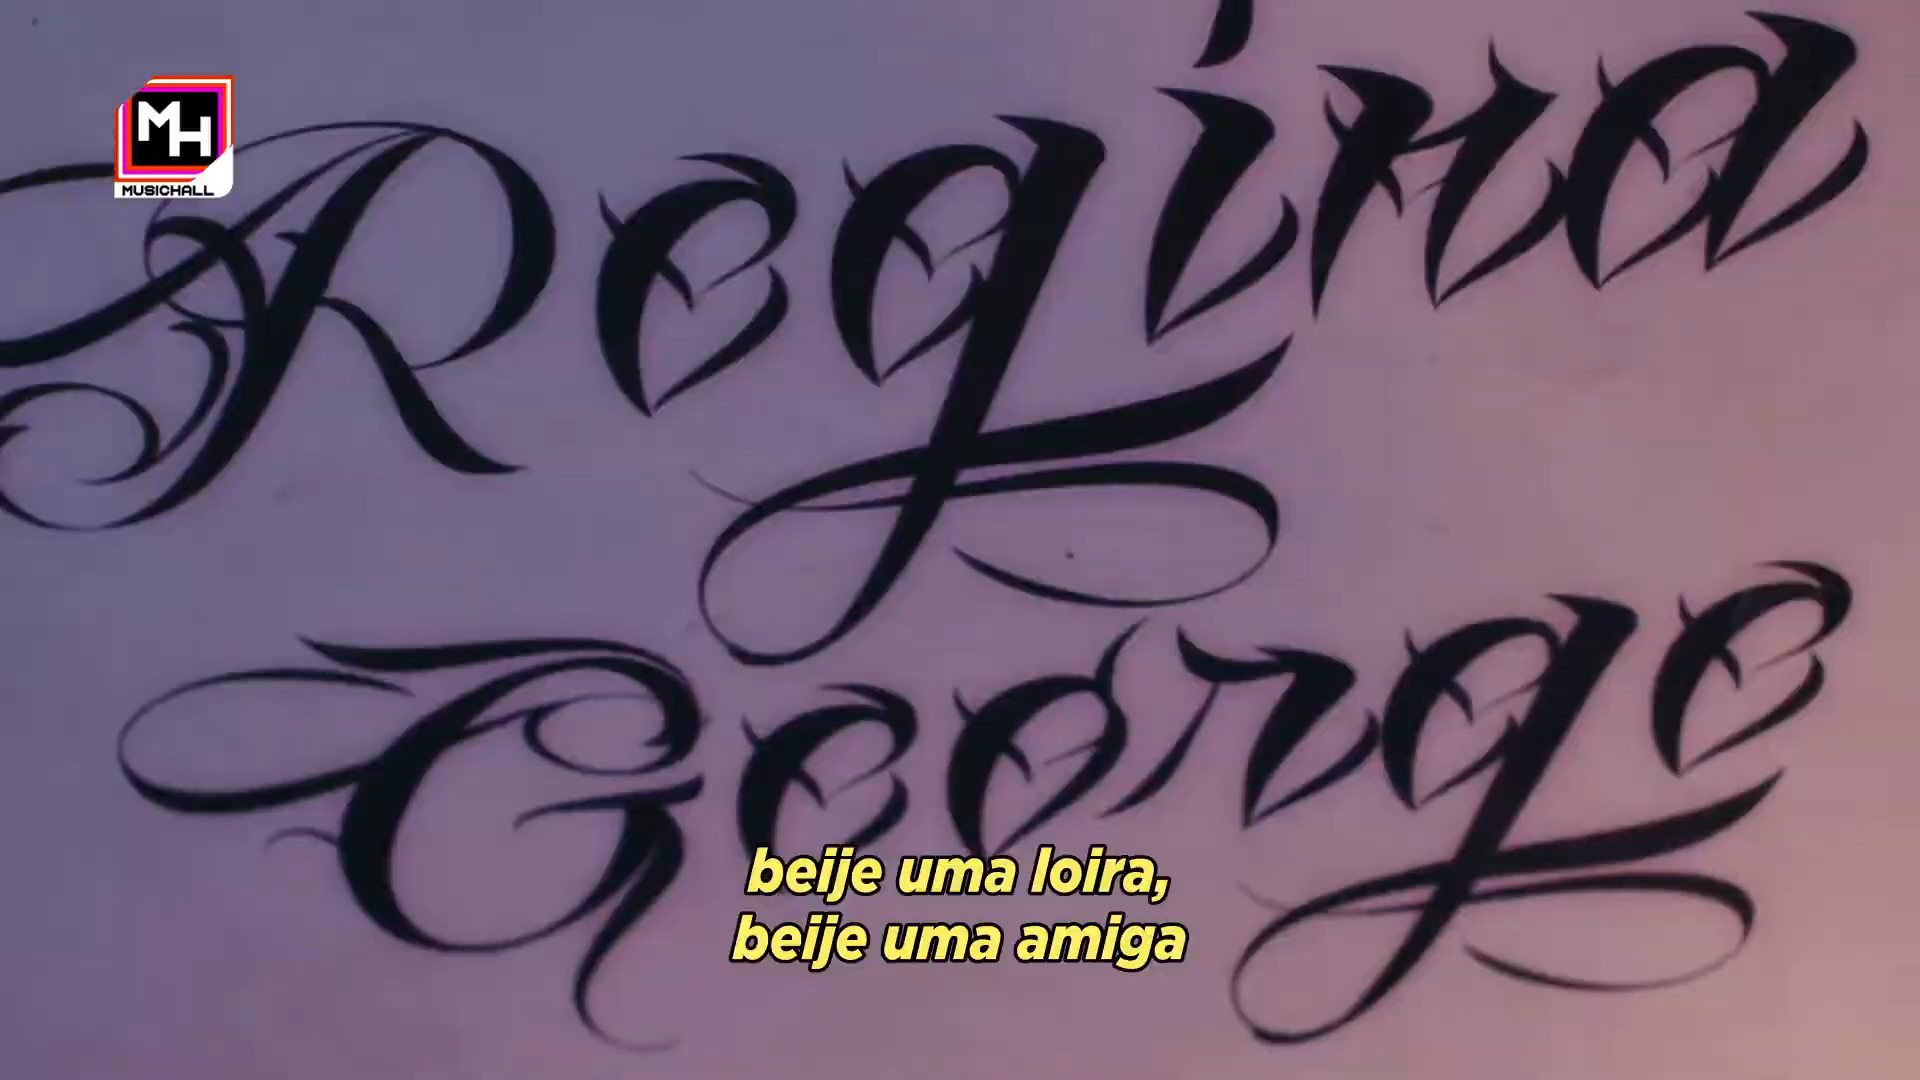 MH
MUSICHALL
Regina
George
beije uma loira,
beije uma amiga